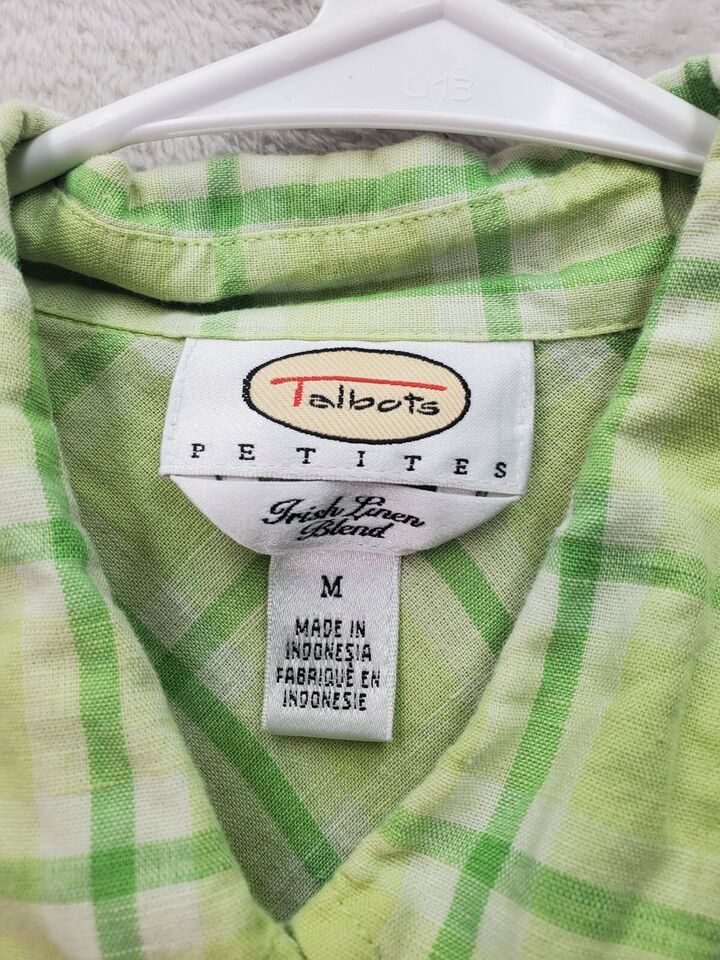 U13
Talbots
PETITES
Irish Linen
Blend
M
MADE IN
INDONESIA
FABRIQUÉ EN
INDONESIE